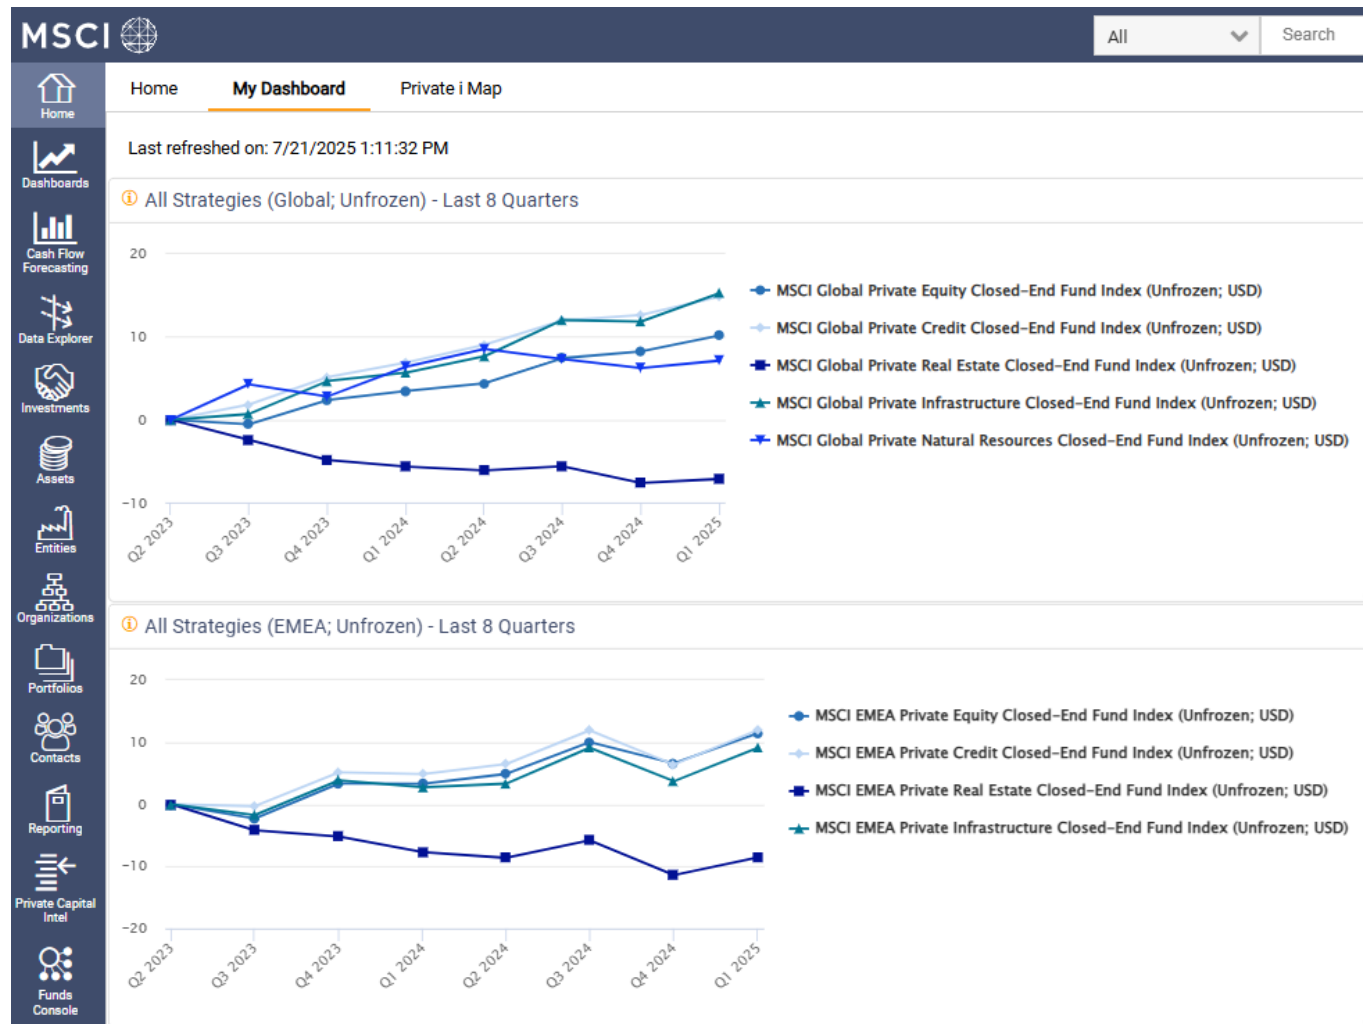 MSCI
All
Search
Home
My Dashboard
Private i Map
Last refreshed on: 7/21/2025 1:11:32 PM
Home
Dashboards
Cash Flow
Forecasting
Data Explorer
Investments
Assets
Entities
Organizations
Portfolios
Contacts
Reporting
Private Capital
Intel
Funds
Console
All Strategies (Global; Unfrozen) - Last 8 Quarters
20
10
0
-10
Q2 2023
Q3 2023
Q4 2023
Q1 2024
Q2 2024
Q3 2024
Q4 2024
Q1 2025
MSCI Global Private Equity Closed-End Fund Index (Unfrozen; USD)
MSCI Global Private Credit Closed-End Fund Index (Unfrozen; USD)
MSCI Global Private Real Estate Closed-End Fund Index (Unfrozen; USD)
MSCI Global Private Infrastructure Closed-End Fund Index (Unfrozen; USD)
MSCI Global Private Natural Resources Closed-End Fund Index (Unfrozen; USD)
All Strategies (EMEA; Unfrozen) - Last 8 Quarters
20
10
0
-10
-20
Q2 2023
Q3 2023
Q4 2023
Q1 2024
Q2 2024
Q3 2024
Q4 2024
Q1 2025
MSCI EMEA Private Equity Closed-End Fund Index (Unfrozen; USD)
MSCI EMEA Private Credit Closed-End Fund Index (Unfrozen; USD)
MSCI EMEA Private Real Estate Closed-End Fund Index (Unfrozen; USD)
MSCI EMEA Private Infrastructure Closed-End Fund Index (Unfrozen; USD)